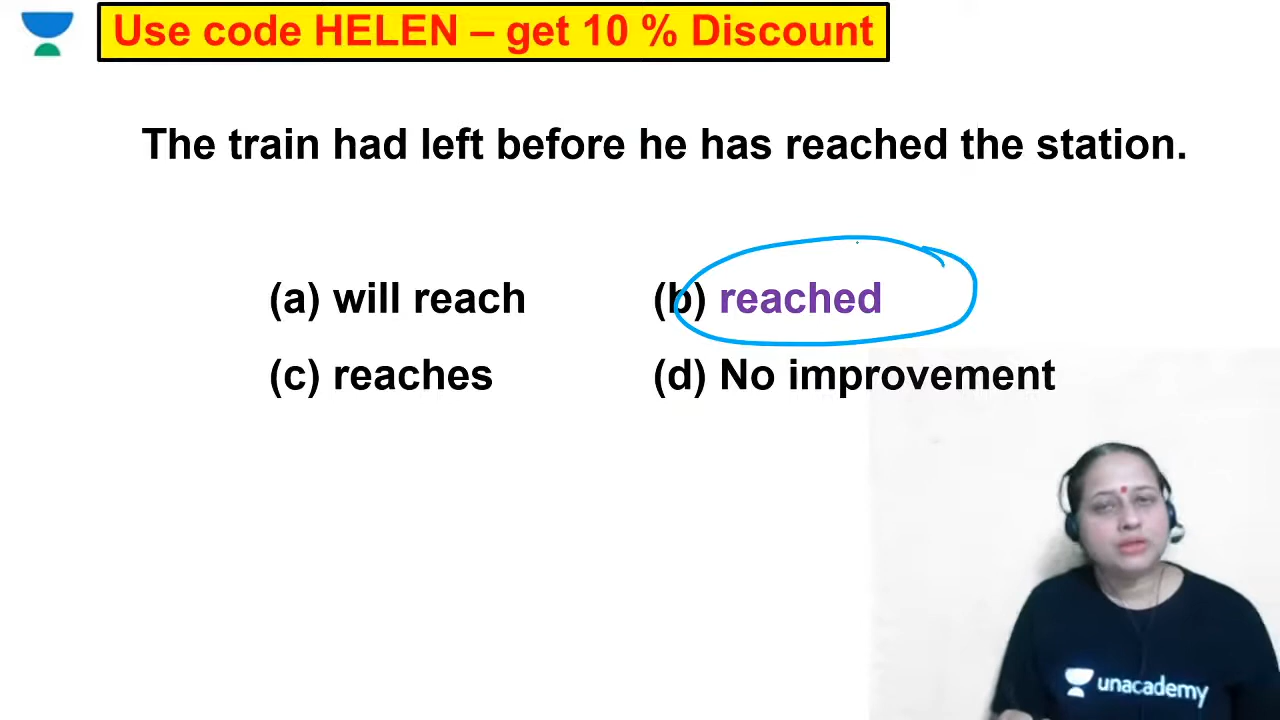 Use code HELEN – get 10 % Discount
The train had left before he has reached the station.
(a) will reach (b) reached
(c) reaches (d) No improvement
unacademy